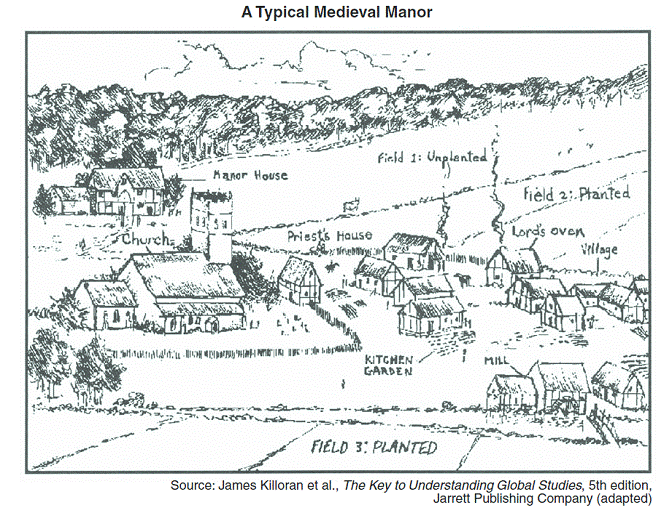 A Typical Medieval Manor
Field 1: Unplanted
Manor House
Field 2: Planted
Church
Priest's House
Lord's oven
Village
KITCHEN
GARDEN
MILL
FIELD 3: PLANTED
Source: James Killoran et al., The Key to Understanding Global Studies, 5th edition,
Jarrett Publishing Company (adapted)